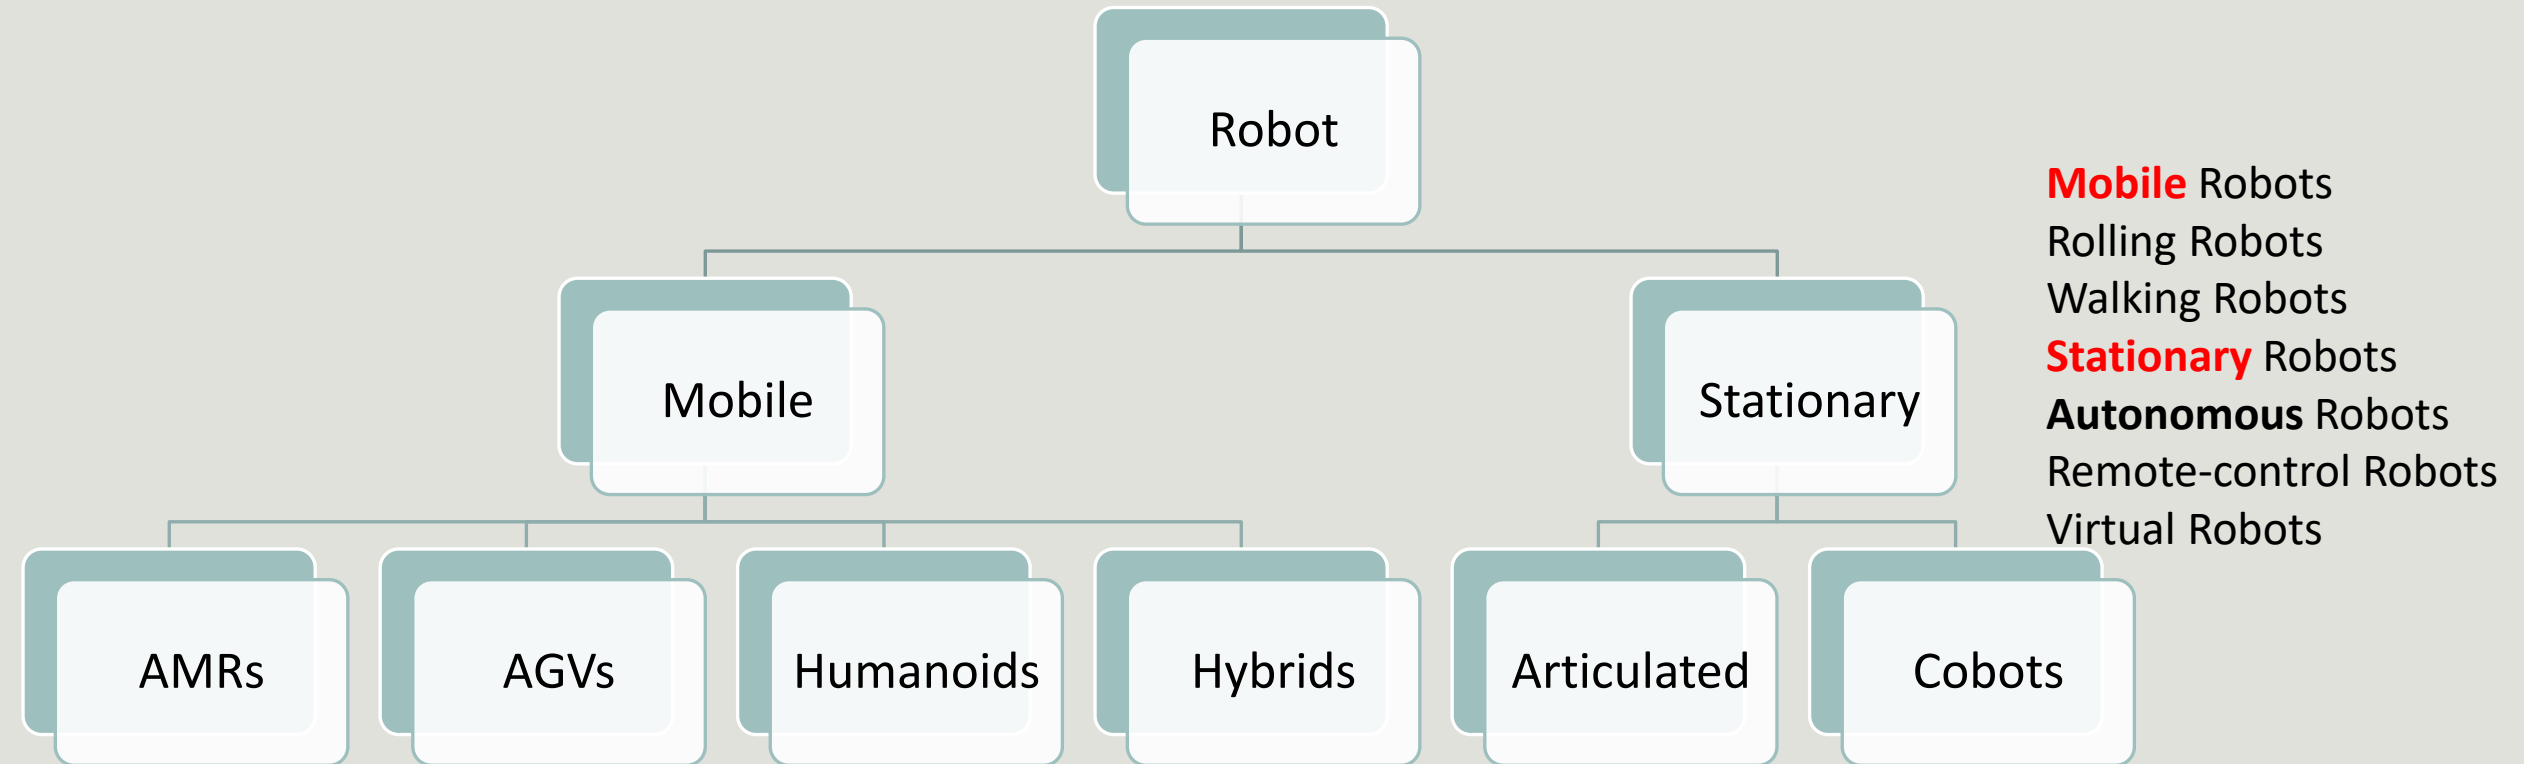 Robot
Mobile
Stationary
AMRs
AGVs
Humanoids
Hybrids
Articulated
Cobots
Mobile Robots
Rolling Robots
Walking Robots
Stationary Robots
Autonomous Robots
Remote-control Robots
Virtual Robots